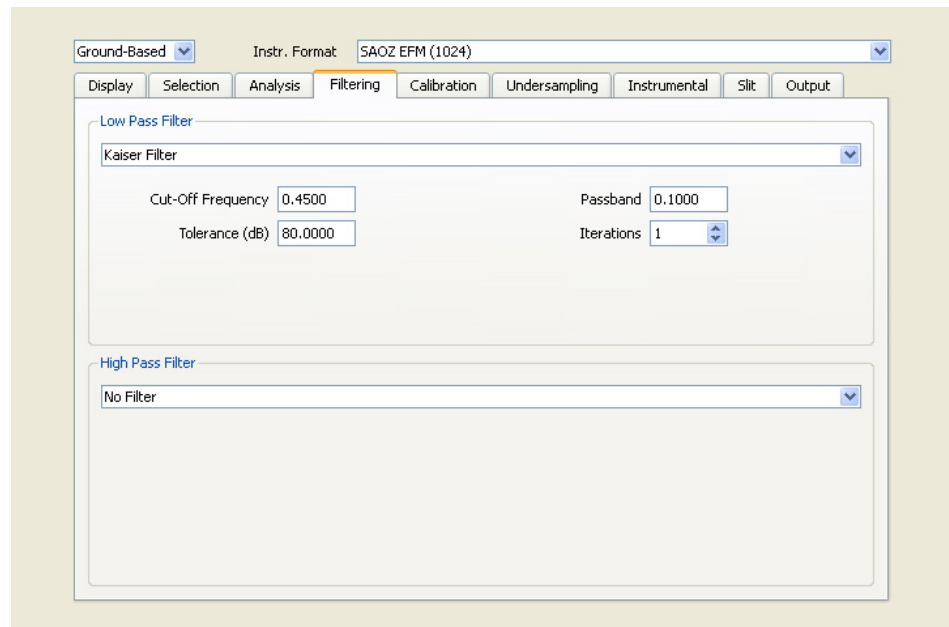 Ground-Based Instr. Format SAOZ EFM (1024)
Display Selection Analysis Filtering Calibration Undersampling Instrumental Slit Output
Low Pass Filter
Kaiser Filter
Cut-Off Frequency 0.4500 Passband 0.1000
Tolerance (dB) 80.0000 Iterations 1
High Pass Filter
No Filter